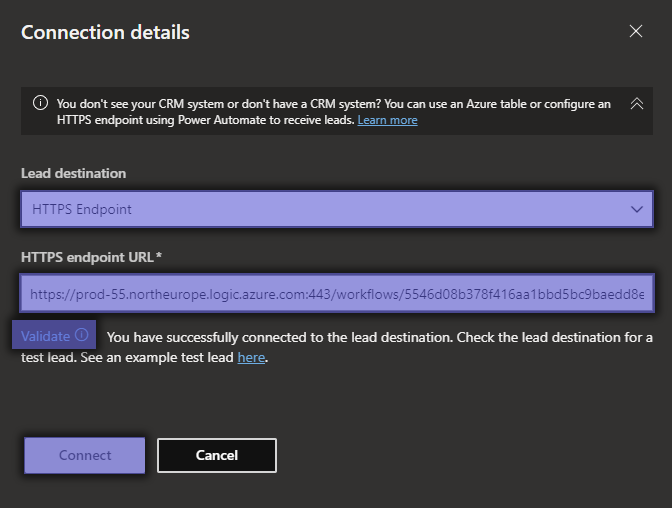 Connection details
You don't see your CRM system or don't have a CRM system? You can use an Azure table or configure an
HTTPS endpoint using Power Automate to receive leads. Learn more
Lead destination
HTTPS Endpoint
HTTPS endpoint URL*
https://prod-55.northeurope.logic.azure.com:443/workflows/5546d08b378f416aa1bbd5bc9baedd8e
Validate You have successfully connected to the lead destination. Check the lead destination for a
test lead. See an example test lead here.
Connect Cancel